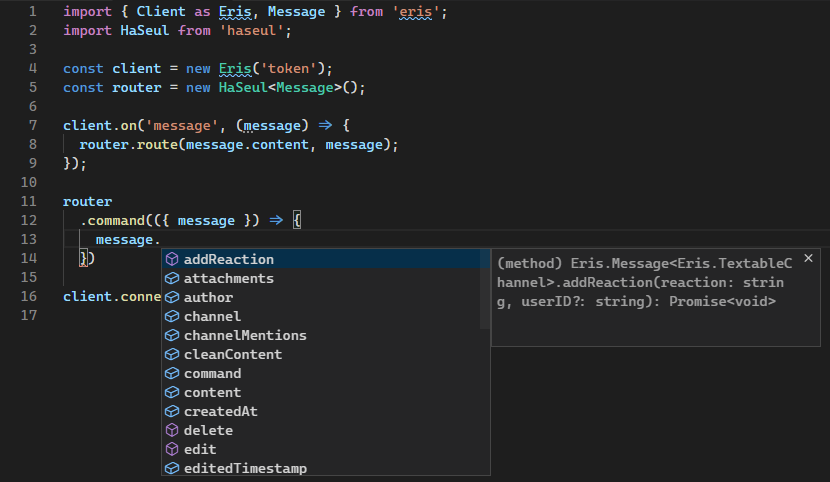 1 import { Client as Eris, Message } from 'eris';
2 import HaSeul from 'haseul';
3
4 const client = new Eris('token');
5 const router = new HaSeul<Message>();
6
7 client.on('message', (message) => {
8 router.route(message.content, message);
9 });
10
11 router
12 .command(({ message }) => {
13 message.
14 })
15
16 client.conne
17
addReaction
attachments
author
channel
channelMentions
cleanContent
command
content
createdAt
delete
edit
editedTimestamp
(method) Eris.Message<Eris.TextableC
hannel>.addReaction(reaction: strin
g, userID?: string): Promise<void>